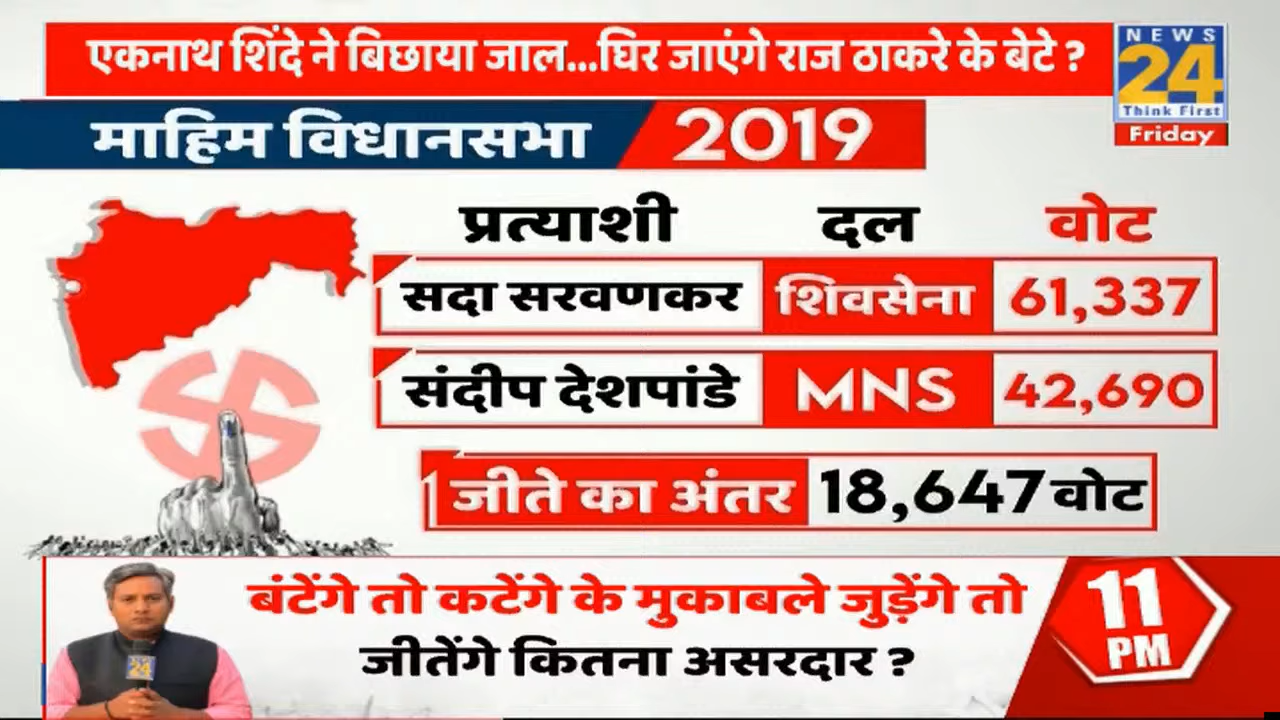 एकनाथ शिंदे ने बिछाया जाल...घिर जाएंगे राज ठाकरे के बेटे ?
NEWS
24
Think First
Friday
माहिम विधानसभा 2019
प्रत्याशी दल वोट
सदा सरवणकर शिवसेना 61,337
संदीप देशपांडे MNS 42,690
जीते का अंतर 18,647 वोट
बंटेंगे तो कटेंगे के मुकाबले जुड़ेंगे तो
जीतेंगे कितना असरदार ?
11
PM
24